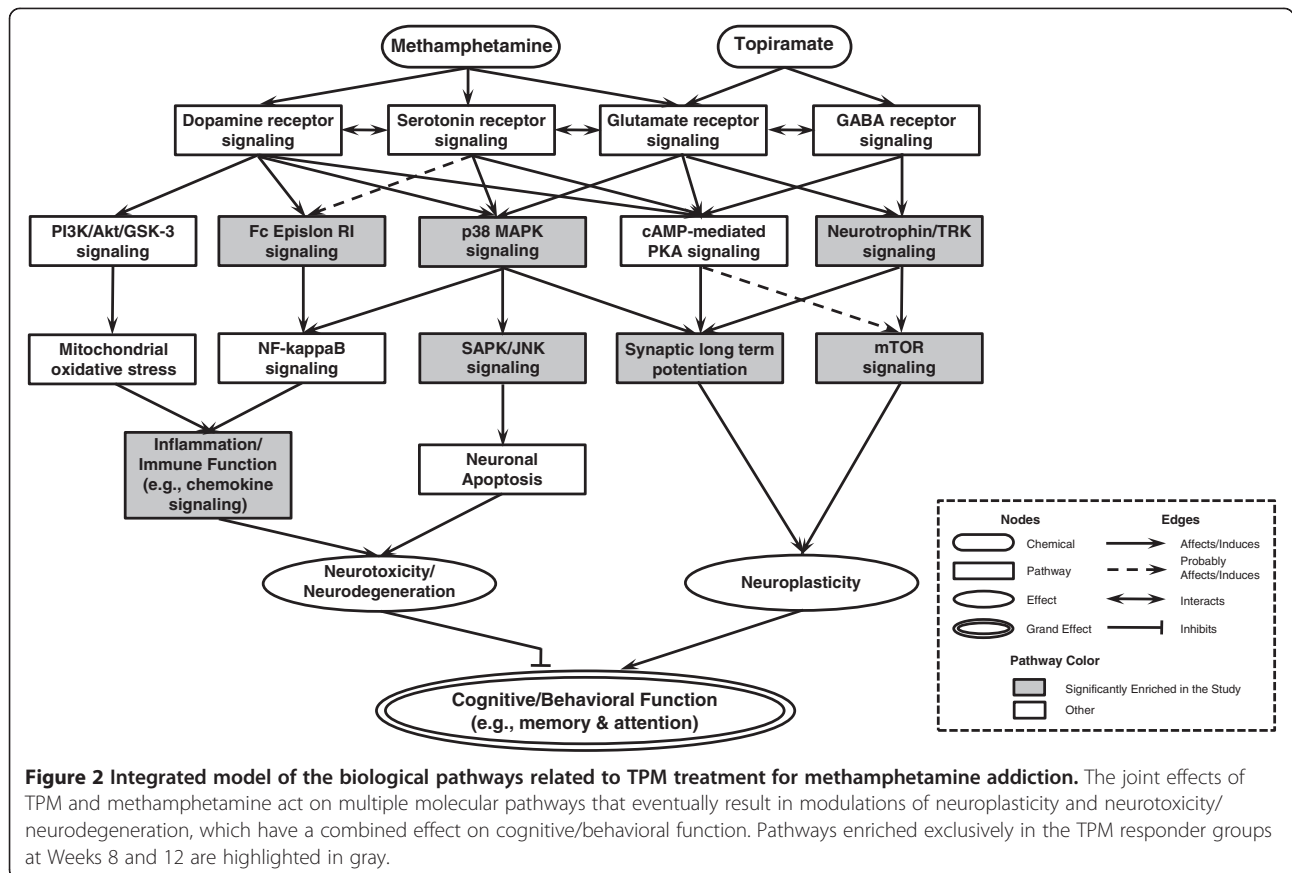 Methamphetamine
Topiramate
Dopamine receptor
signaling
Serotonin receptor
signaling
Glutamate receptor
signaling
GABA receptor
signaling
PI3K/Akt/GSK-3
signaling
Fc Epislon RI
signaling
p38 MAPK
signaling
cAMP-mediated
PKA signaling
Neurotrophin/TRK
signaling
Mitochondrial
oxidative stress
NF-kappaB
signaling
SAPK/JNK
signaling
Synaptic long term
potentiation
mTOR
signaling
Inflammation/
Immune Function
(e.g., chemokine
signaling)
Neuronal
Apoptosis
Neurotoxicity/
Neurodegeneration
Neuroplasticity
Cognitive/Behavioral Function
(e.g., memory & attention)
Nodes
Edges
Chemical
Affects/Induces
Pathway
Probably
Affects/Induces
Effect
Interacts
Grand Effect
Inhibits
Pathway Color
Significantly Enriched in the Study
Other
Figure 2 Integrated model of the biological pathways related to TPM treatment for methamphetamine addiction. The joint effects of
TPM and methamphetamine act on multiple molecular pathways that eventually result in modulations of neuroplasticity and neurotoxicity/
neurodegeneration, which have a combined effect on cognitive/behavioral function. Pathways enriched exclusively in the TPM responder groups
at Weeks 8 and 12 are highlighted in gray.